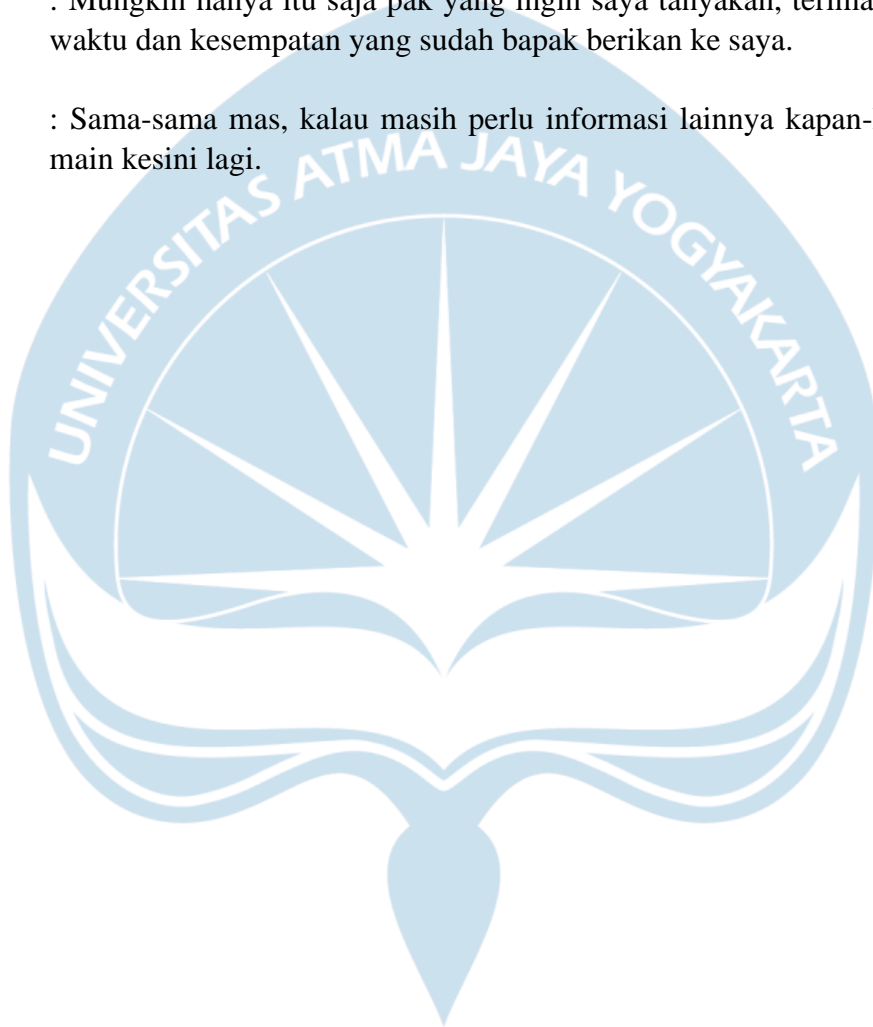 : Mungkin hanya itu saja pak yang ingin saya tanyakan,
waktu dan kesempatan yang sudah bapak berikan ke saya.
: Sama-sama mas, kalau masih perlu informasi lainnya kapan-
main kesini lagi.
UNIVERSITAS ATMA JAYA YOGYAKARTA